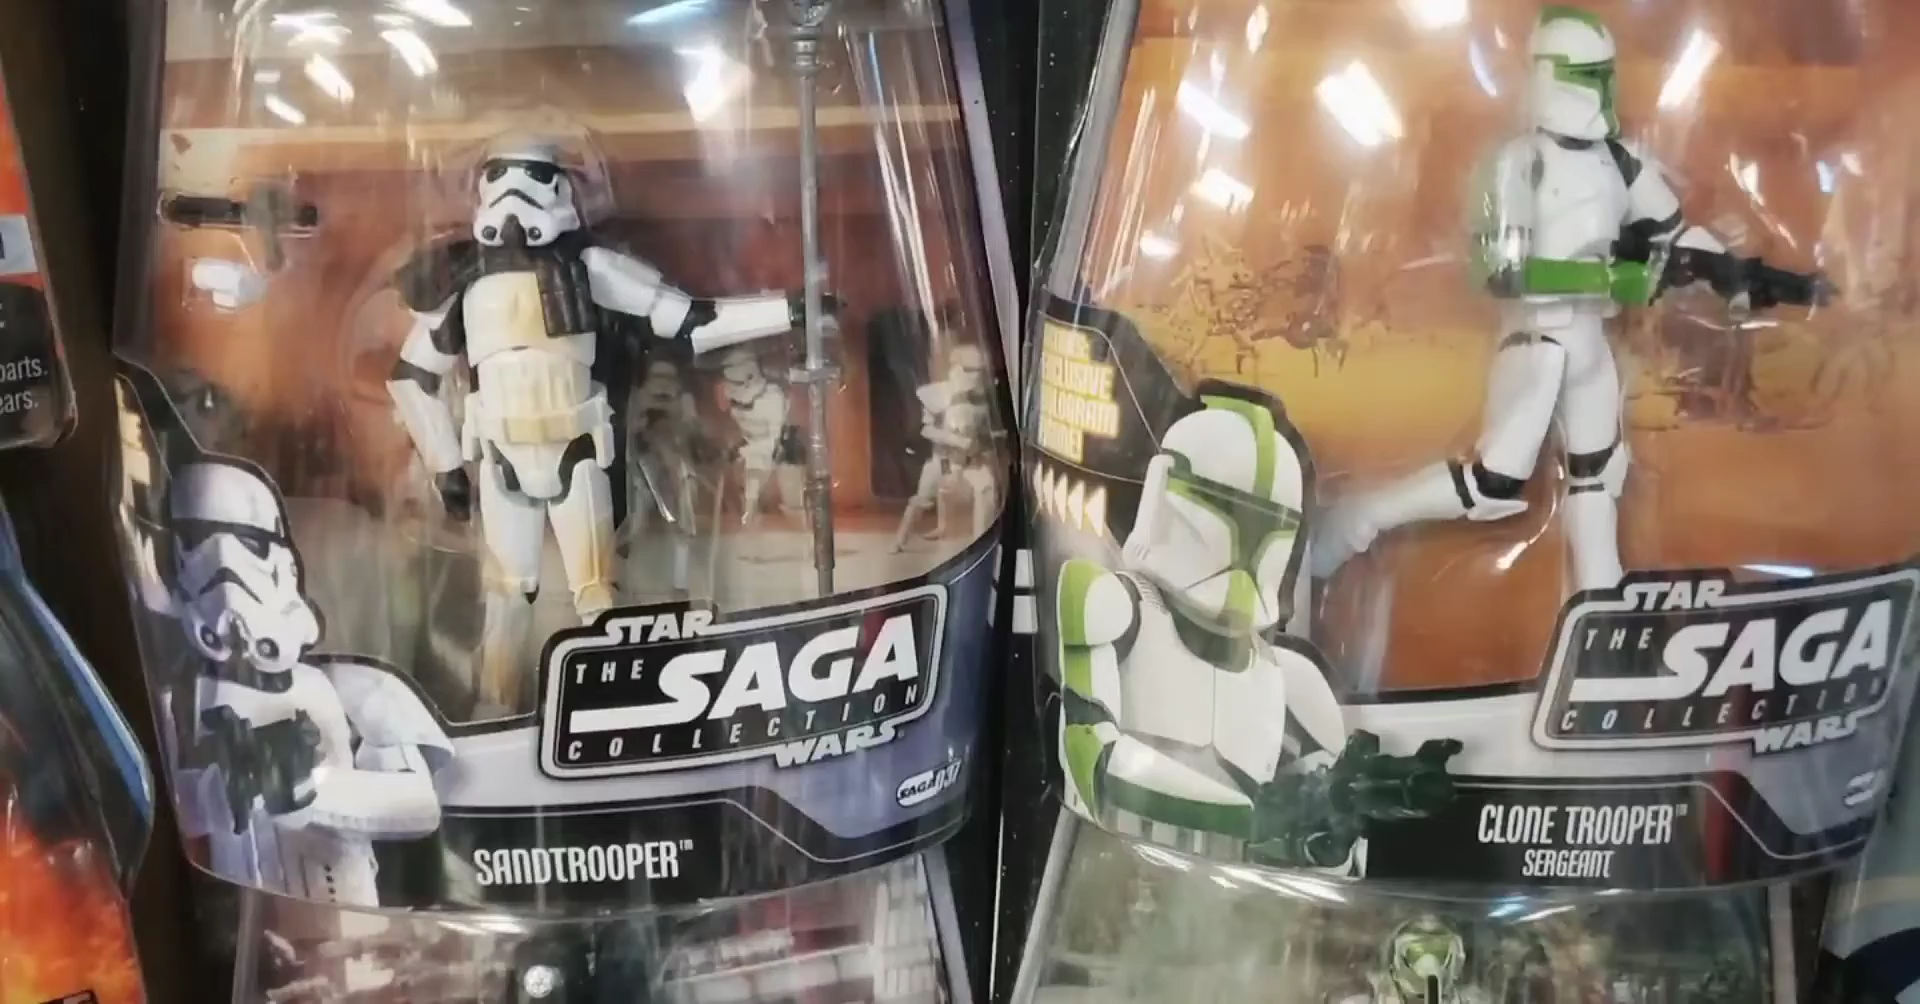 parts.
ears.
STAR
THE SAGA
COLLECTION
WARS
SAGA 037
SANDTROOPER™
EXCLUSIVE
HOLOGRAM
STAR
THE SAGA
COLLECTION
WARS
CLONE TROOPER™
SERGEANT